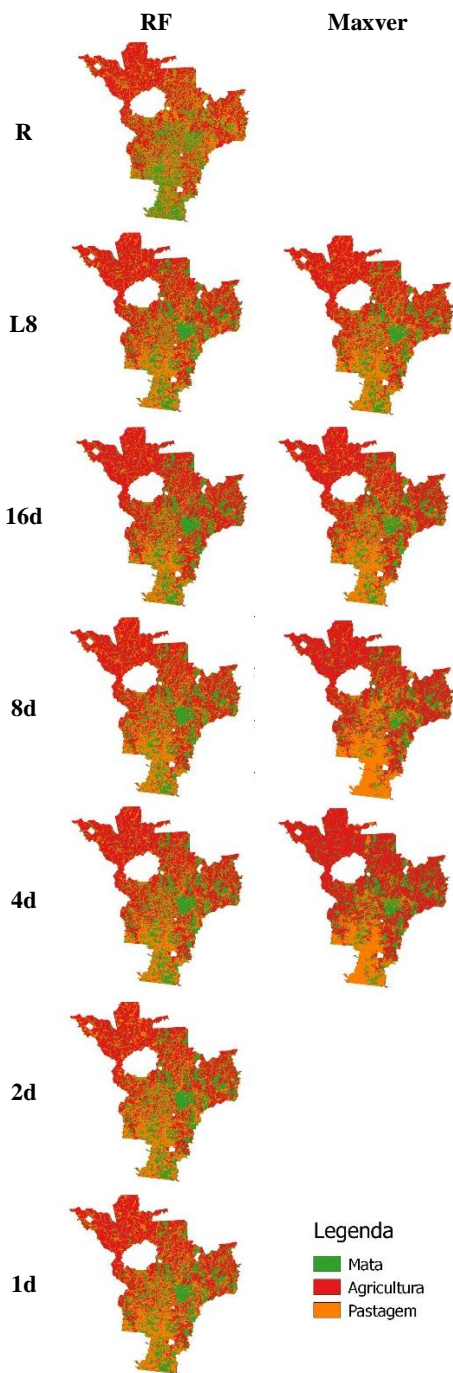 RF Maxver
R
L8
16d
8d
4d
2d
1d
Legenda
Mata
Agricultura
Pastagem